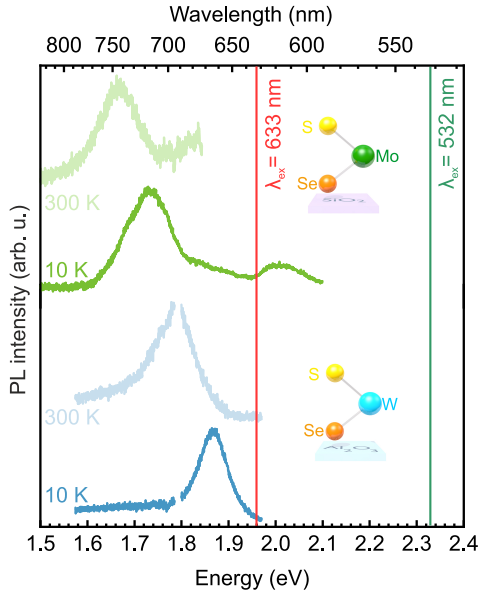 Wavelength (nm)
800 750 700 650 600 550
PL intensity (arb. u.)
300 K
10 K
300 K
10 K
λex= 633 nm
λex= 532 nm
S
Mo
Se
SiO2
S
W
Se
Al2O3
1.5 1.6 1.7 1.8 1.9 2.0 2.1 2.2 2.3 2.4
Energy (eV)